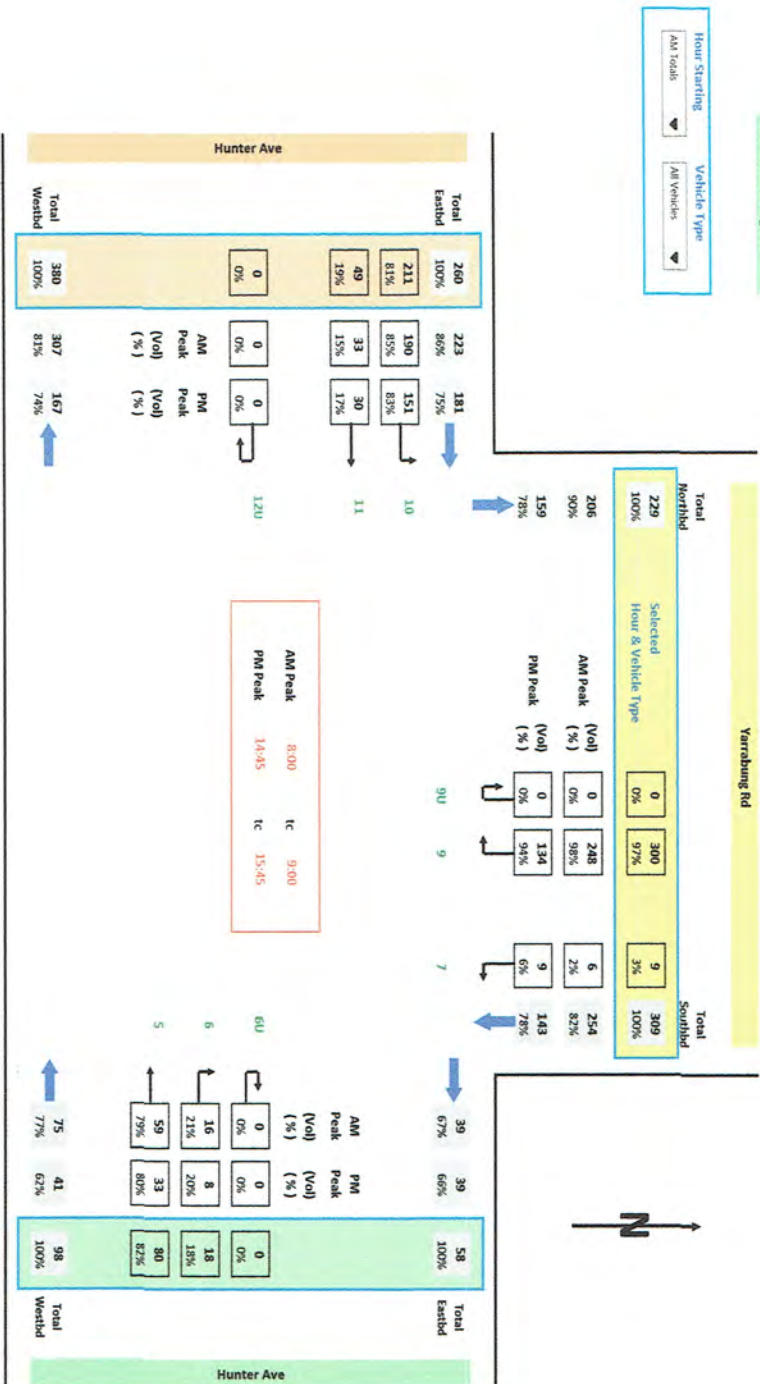 Hour Starting
Vehicle Type
AM Totals
All Vehicles
Yarrabung Rd
Total
Northbd
229
100%
206
90%
159
78%
Selected
Hour & Vehicle Type
AM Peak (Vol)
( % )
PM Peak (Vol)
( % )
0
0%
300
97%
9
3%
0
0%
248
98%
6
2%
0
0%
134
94%
9
6%
Total
Southbd
309
100%
254
82%
143
78%
9U
9
7
N
Hunter Ave
Total
Eastbd
260
100%
223
86%
181
75%
211
81%
190
85%
151
83%
10
49
19%
33
15%
30
17%
11
0
0%
0
0%
0
0%
12U
AM
Peak
(Vol)
( % )
PM
Peak
(Vol)
( % )
Total
Westbd
380
100%
307
81%
167
74%
AM Peak 8:00 tc 9:00
PM Peak 14:45 tc 15:45
39
67%
39
66%
58
100%
Total
Eastbd
AM
Peak
(Vol)
( % )
PM
Peak
(Vol)
( % )
6U
0
0%
0
0%
0
0%
6
16
21%
8
20%
18
18%
5
59
79%
33
80%
80
82%
75
77%
41
62%
98
100%
Total
Westbd
Hunter Ave